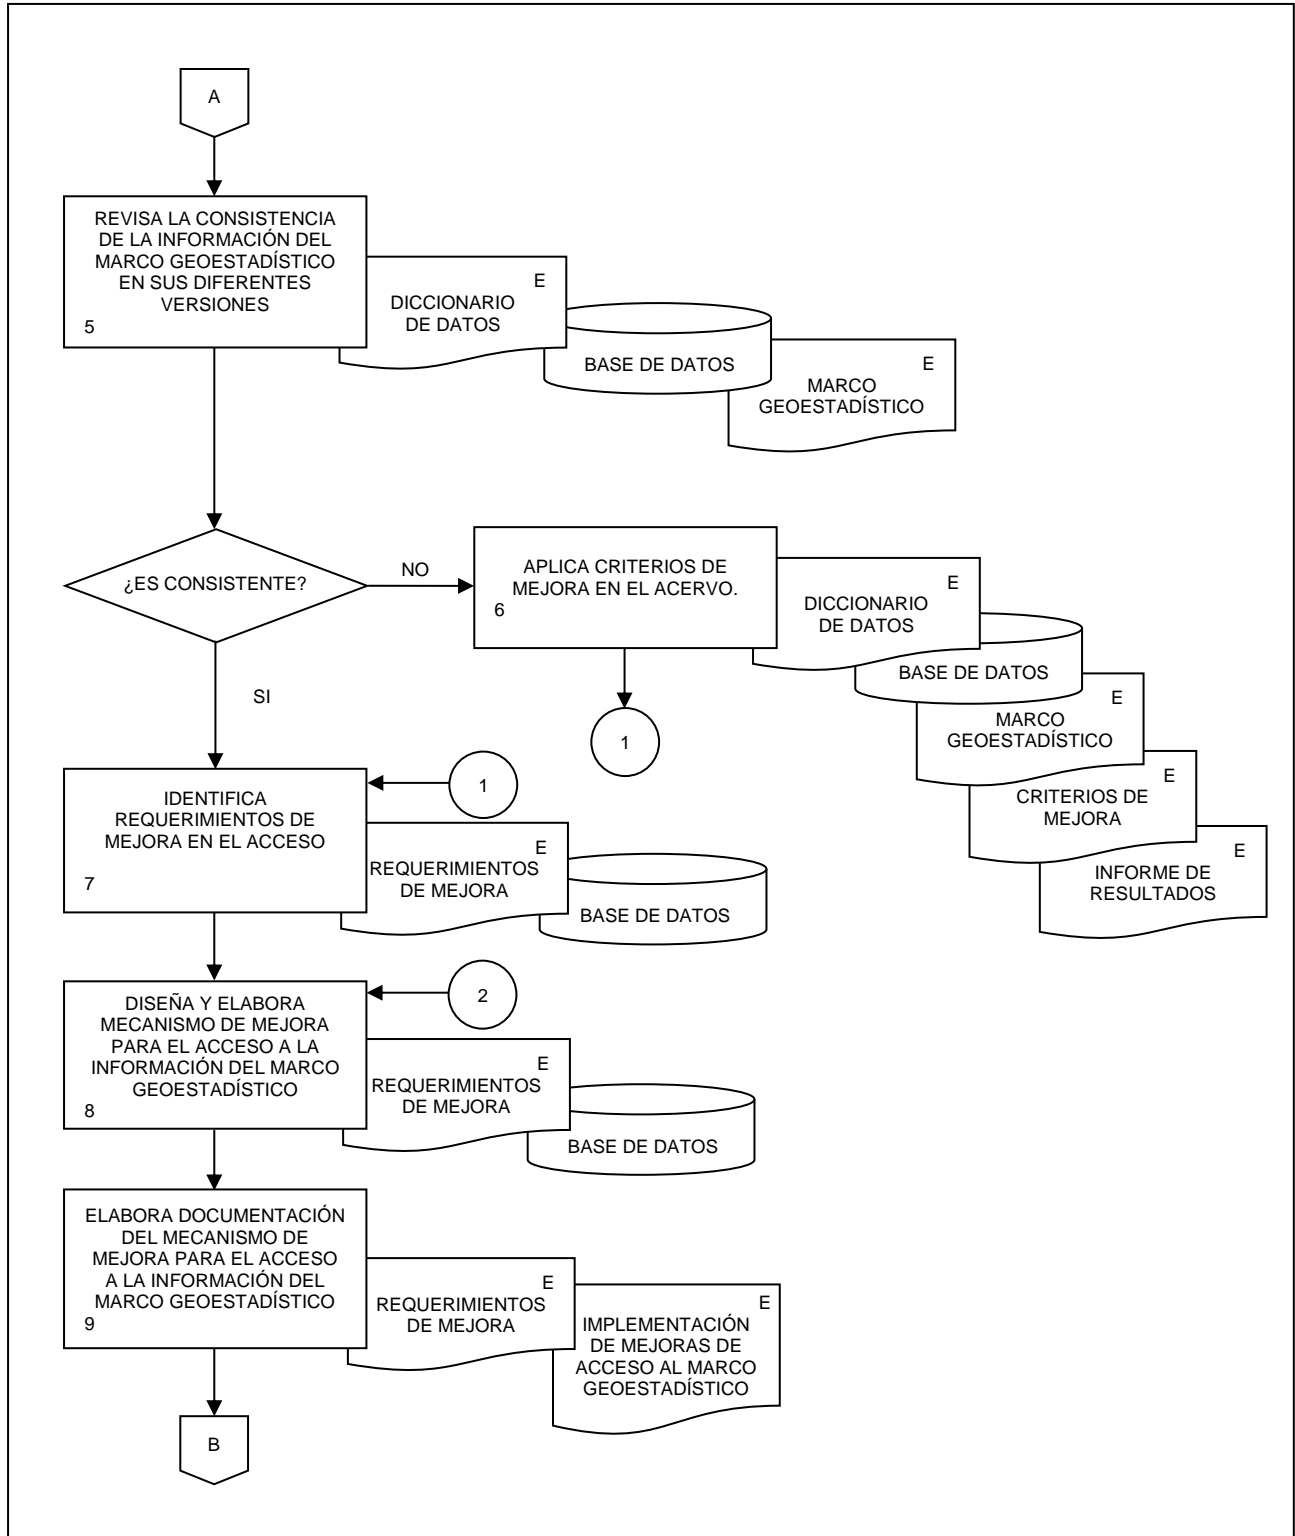 A
REVISA LA CONSISTENCIA
DE LA INFORMACIÓN DEL
MARCO GEOESTADÍSTICO
EN SUS DIFERENTES
VERSIONES
5
E
DICCIONARIO
DE DATOS
BASE DE DATOS
E
MARCO
GEOESTADÍSTICO
¿ES CONSISTENTE?
NO
SI
APLICA CRITERIOS DE
MEJORA EN EL ACERVO.
6
E
DICCIONARIO
DE DATOS
BASE DE DATOS
E
MARCO
GEOESTADÍSTICO
E
CRITERIOS DE
MEJORA
E
INFORME DE
RESULTADOS
1
1
IDENTIFICA
REQUERIMIENTOS DE
MEJORA EN EL ACCESO
7
E
REQUERIMIENTOS
DE MEJORA
BASE DE DATOS
2
DISEÑA Y ELABORA
MECANISMO DE MEJORA
PARA EL ACCESO A LA
INFORMACIÓN DEL MARCO
GEOESTADÍSTICO
8
E
REQUERIMIENTOS
DE MEJORA
BASE DE DATOS
ELABORA DOCUMENTACIÓN
DEL MECANISMO DE
MEJORA PARA EL ACCESO
A LA INFORMACIÓN DEL
MARCO GEOESTADÍSTICO
9
E
REQUERIMIENTOS
DE MEJORA
E
IMPLEMENTACIÓN
DE MEJORAS DE
ACCESO AL MARCO
GEOESTADÍSTICO
B